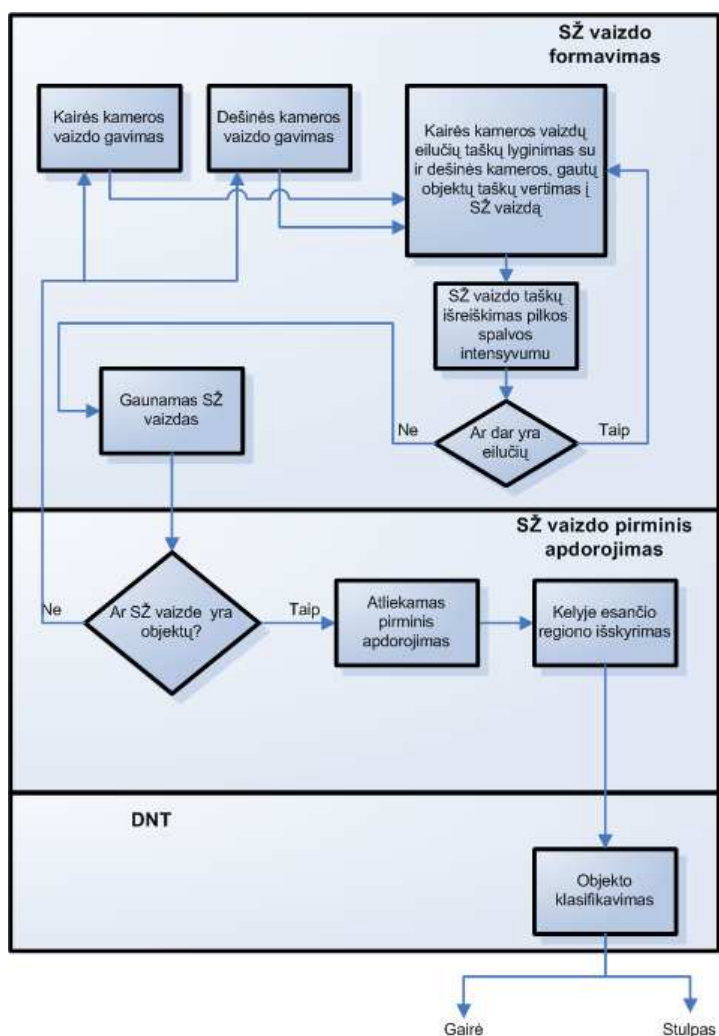 SŽ vaizdo
formavimas
Kairės kameros
vaizdo gavimas
Dešinės kameros
vaizdo gavimas
Kairės kameros vaizdų
eilučių taškų lyginimas su
ir dešinės kameros, gautų
objektų taškų vertimas į
SŽ vaizdą
SŽ vaizdo taškų
išreiškimas pilkos
spalvos
intensyvumu
Gaunamas SŽ
vaizdas
Ne
Ar dar yra
eilučių
Taip
SŽ vaizdo pirminis
apdorojimas
Ne
Ar SŽ vaizde yra
objektų?
Taip
Atliekamas
pirminis
apdorojimas
Kelyje esančio
regiono išskyrimas
DNT
Objekto
klasifikavimas
Gairė
Stulpas